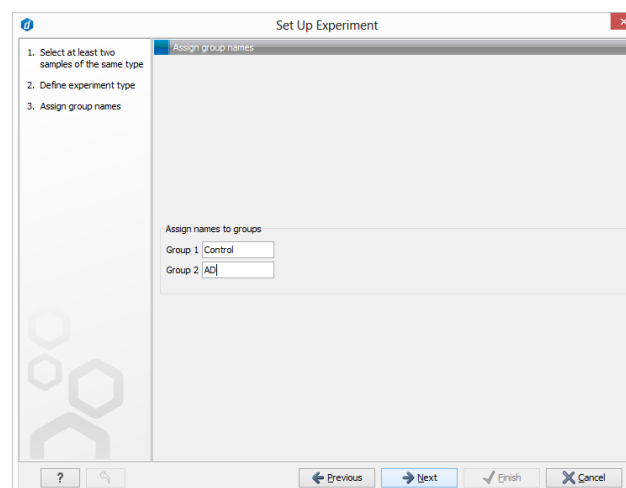 Set Up Experiment
1. Select at least two
samples of the same type
2. Define experiment type
3. Assign group names
Assign group names
Assign names to groups
Group 1 Control
Group 2 AD
? Previous Next Finish Cancel